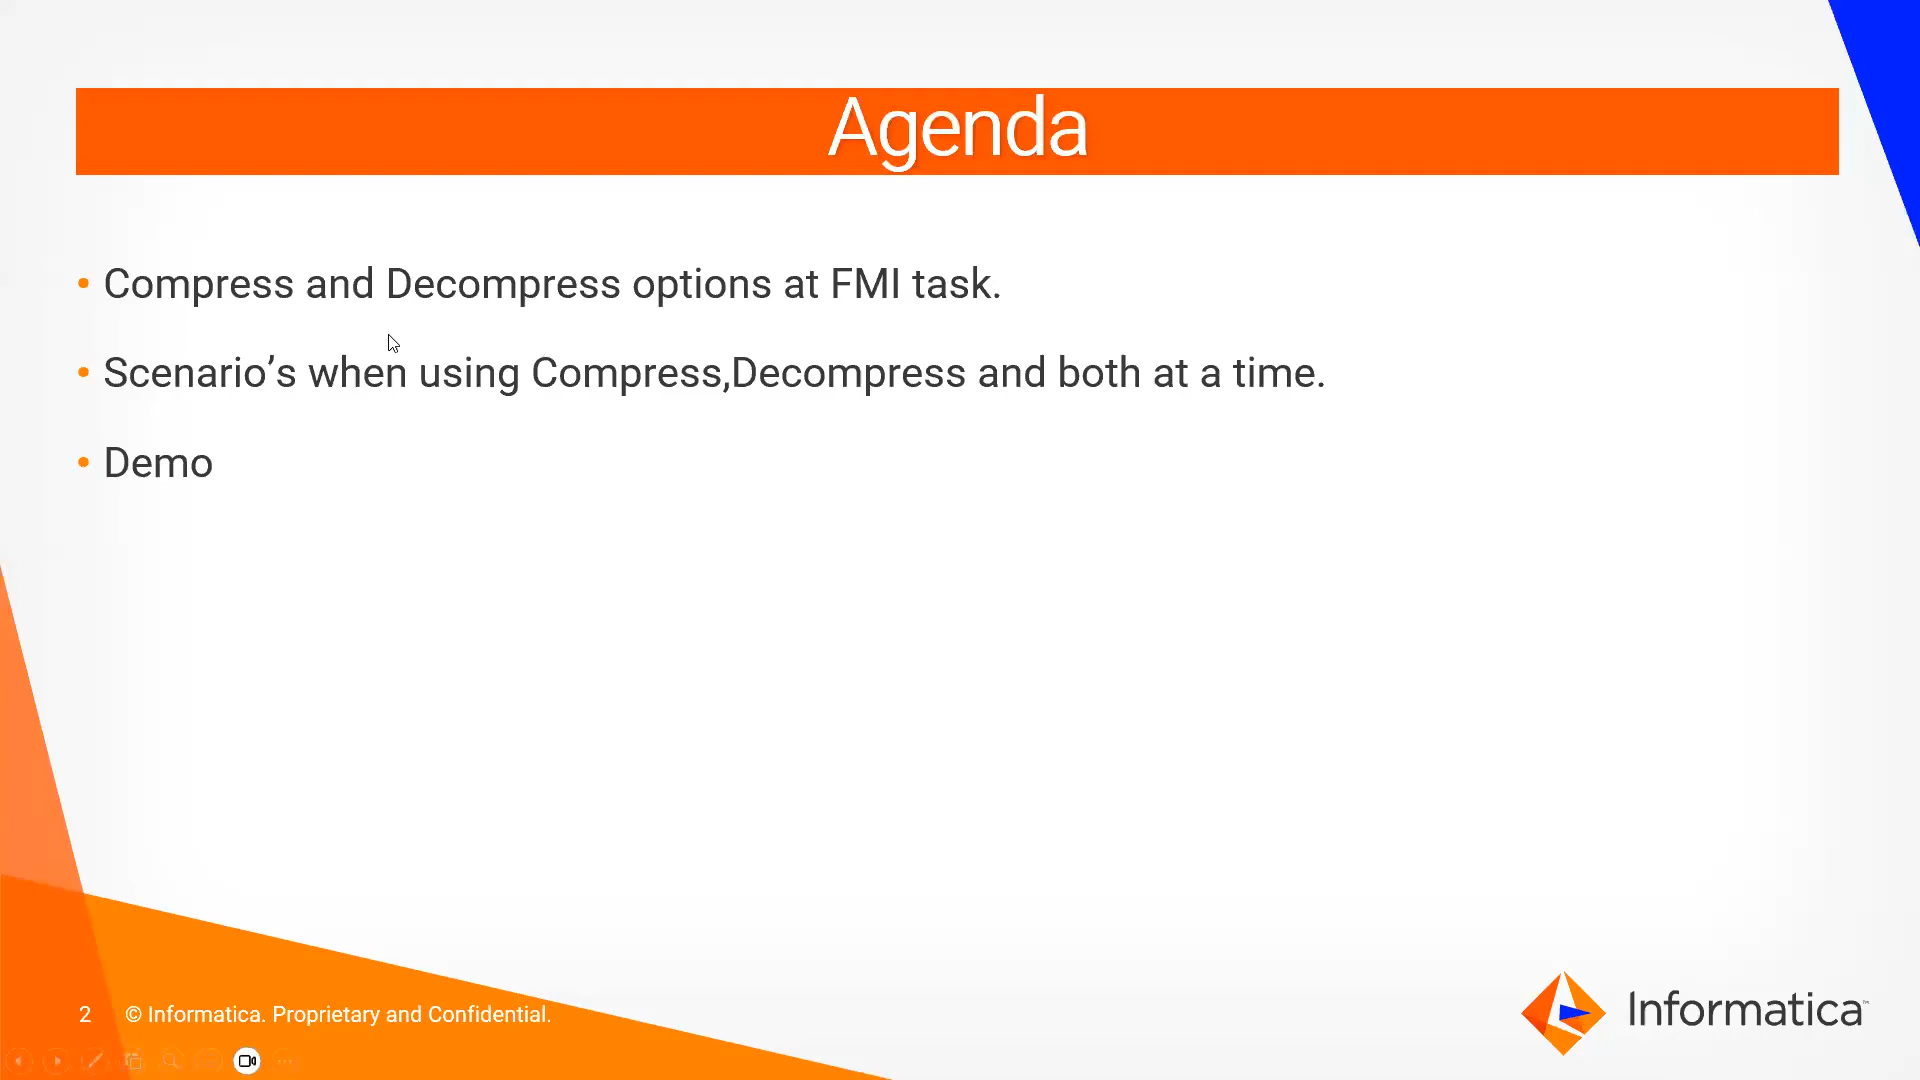 Agenda
• Compress and Decompress options at FMI task.
• Scenario’s when using Compress,Decompress and both at a time.
• Demo
2 © Informatica. Proprietary and Confidential.
Informatica™